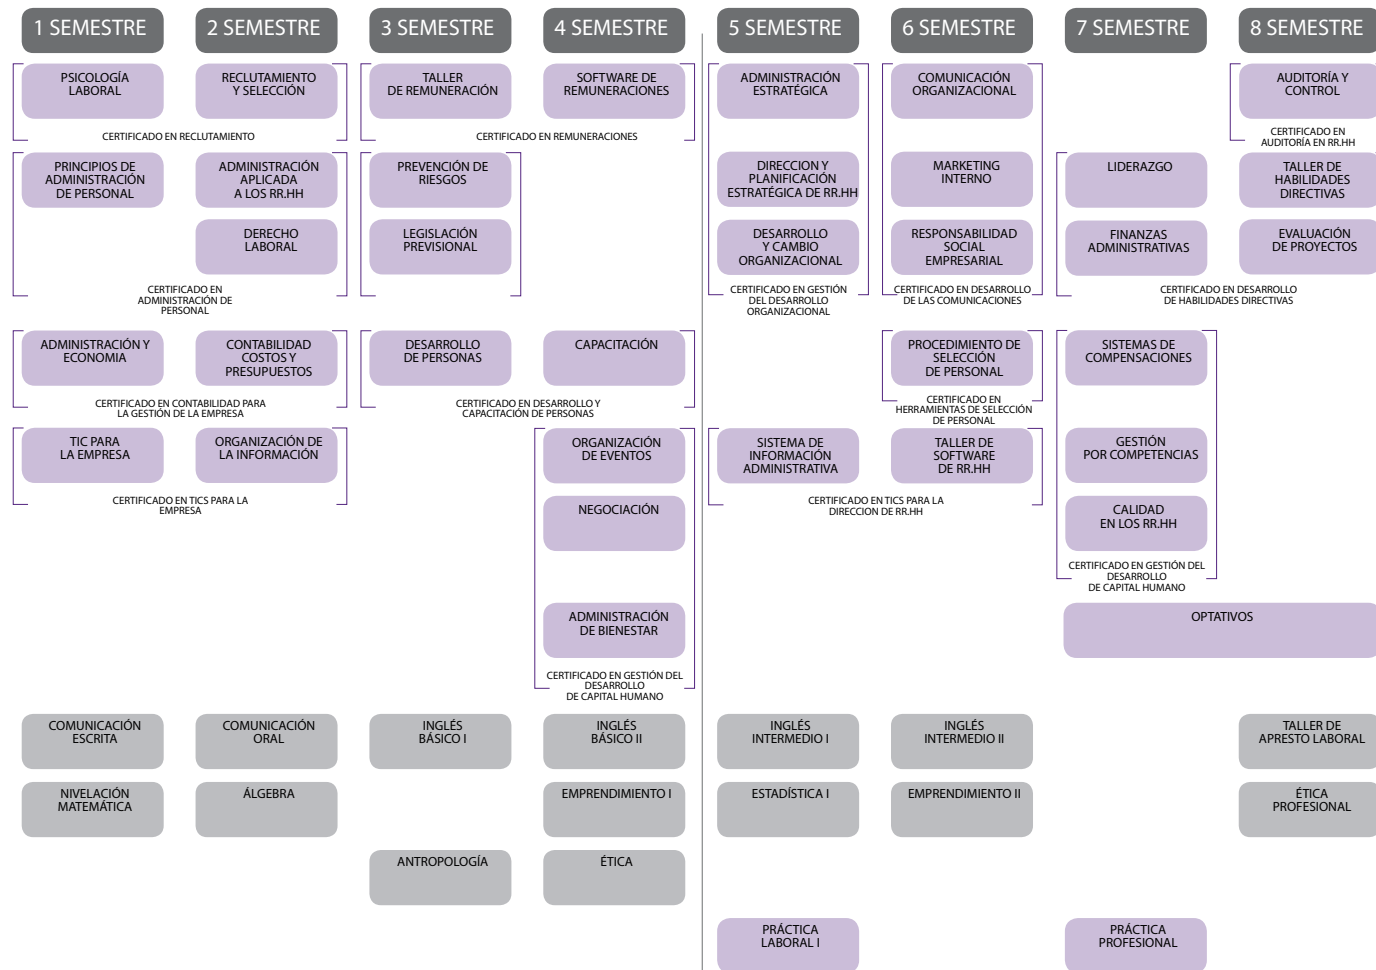 1 SEMESTRE
2 SEMESTRE
3 SEMESTRE
4 SEMESTRE
5 SEMESTRE
6 SEMESTRE
7 SEMESTRE
8 SEMESTRE
PSICOLOGÍA
LABORAL
RECLUTAMIENTO
Y SELECCIÓN
TALLER
DE REMUNERACIÓN
SOFTWARE DE
REMUNERACIONES
ADMINISTRACIÓN
ESTRATÉGICA
COMUNICACIÓN
ORGANIZACIONAL
AUDITORÍA Y
CONTROL
CERTIFICADO EN RECLUTAMIENTO
CERTIFICADO EN REMUNERACIONES
CERTIFICADO EN
AUDITORÍA EN RR.HH
PRINCIPIOS DE
ADMINISTRACIÓN
DE PERSONAL
ADMINISTRACIÓN
APLICADA
A LOS RR.HH
PREVENCIÓN DE
RIESGOS
DIRECCION Y
PLANIFICACIÓN
ESTRATÉGICA DE RR.HH
MARKETING
INTERNO
LIDERAZGO
TALLER DE
HABILIDADES
DIRECTIVAS
DERECHO
LABORAL
LEGISLACIÓN
PREVISIONAL
DESARROLLO
Y CAMBIO
ORGANIZACIONAL
RESPONSABILIDAD
SOCIAL
EMPRESARIAL
FINANZAS
ADMINISTRATIVAS
EVALUACIÓN
DE PROYECTOS
CERTIFICADO EN
ADMINISTRACIÓN DE
PERSONAL
CERTIFICADO EN GESTIÓN
DEL DESARROLLO
ORGANIZACIONAL
CERTIFICADO EN DESARROLLO
DE LAS COMUNICACIONES
CERTIFICADO EN DESARROLLO
DE HABILIDADES DIRECTIVAS
ADMINISTRACIÓN Y
ECONOMIA
CONTABILIDAD
COSTOS Y
PRESUPUESTOS
DESARROLLO
DE PERSONAS
CAPACITACIÓN
PROCEDIMIENTO DE
SELECCIÓN
DE PERSONAL
SISTEMAS DE
COMPENSACIONES
CERTIFICADO EN CONTABILIDAD PARA
LA GESTIÓN DE LA EMPRESA
CERTIFICADO EN DESARROLLO Y
CAPACITACIÓN DE PERSONAS
CERTIFICADO EN
HERRAMIENTAS DE SELECCIÓN
DE PERSONAL
TIC PARA
LA EMPRESA
ORGANIZACIÓN DE
LA INFORMACIÓN
ORGANIZACIÓN
DE EVENTOS
SISTEMA DE
INFORMACIÓN
ADMINISTRATIVA
TALLER DE
SOFTWARE
DE RR.HH
GESTIÓN
POR COMPETENCIAS
CERTIFICADO EN TICS PARA LA
EMPRESA
CERTIFICADO EN TICS PARA LA
DIRECCION DE RR.HH
NEGOCIACIÓN
CALIDAD
EN LOS RR.HH
CERTIFICADO EN GESTIÓN DEL
DESARROLLO
DE CAPITAL HUMANO
ADMINISTRACIÓN
DE BIENESTAR
OPTATIVOS
CERTIFICADO EN GESTIÓN DEL
DESARROLLO
DE CAPITAL HUMANO
COMUNICACIÓN
ESCRITA
COMUNICACIÓN
ORAL
INGLÉS
BÁSICO I
INGLÉS
BÁSICO II
INGLÉS
INTERMEDIO I
INGLÉS
INTERMEDIO II
TALLER DE
APRESTO LABORAL
NIVELACIÓN
MATEMÁTICA
ÁLGEBRA
EMPRENDIMIENTO I
ESTADÍSTICA I
EMPRENDIMIENTO II
ÉTICA
PROFESIONAL
ANTROPOLOGÍA
ÉTICA
PRÁCTICA
LABORAL I
PRÁCTICA
PROFESIONAL